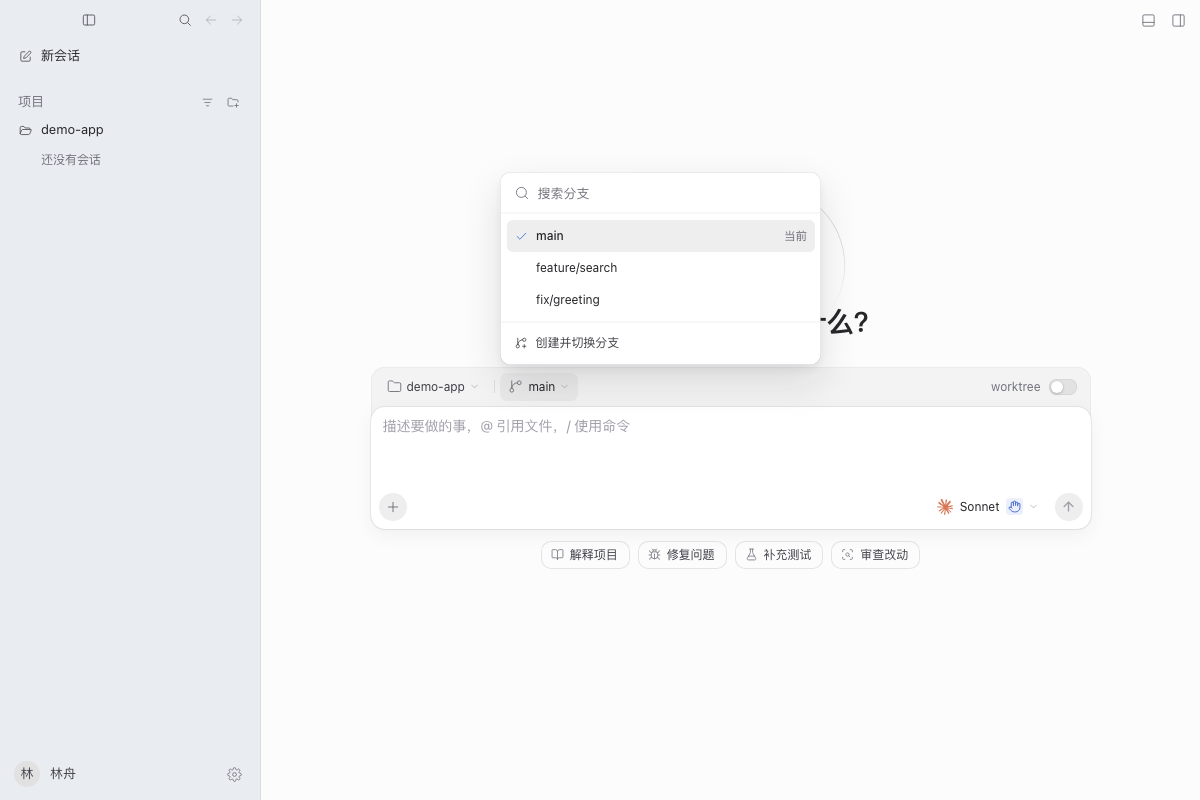 新会话
项目
demo-app
还没有会话
搜索分支
main 当前
feature/search
fix/greeting
创建并切换分支
么?
demo-app main worktree
描述要做的事，@ 引用文件，/ 使用命令
Sonnet
解释项目 修复问题 补充测试 审查改动
林 林舟